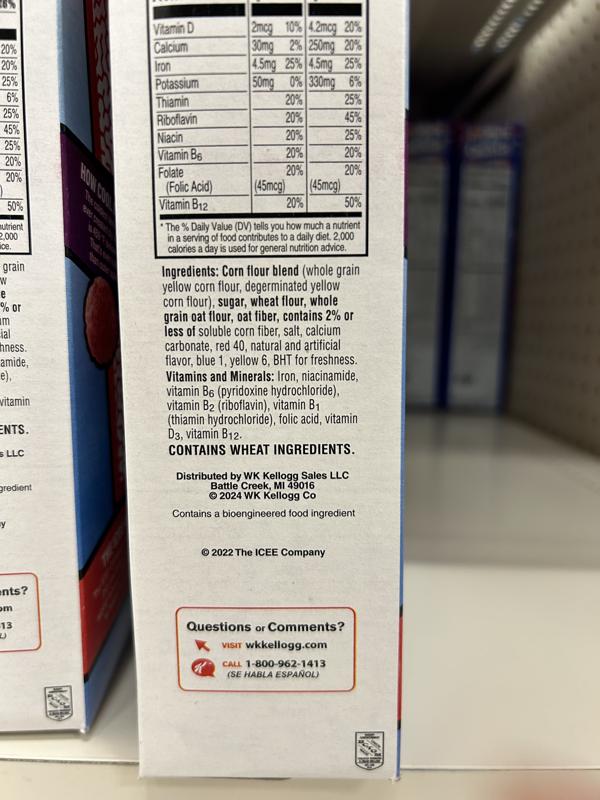 Vitamin D 2mcg 10% 4.2mcg 20%
Calcium 30mg 2% 250mg 20%
Iron 4.5mg 25% 4.5mg 25%
Potassium 50mg 0% 330mg 6%
Thiamin 20% 25%
Riboflavin 20% 45%
Niacin 20% 25%
Vitamin B6 20% 20%
Folate 20% 20%
(Folic Acid) (45mcg) (45mcg)
Vitamin B12 20% 50%
* The % Daily Value (DV) tells you how much a nutrient
in a serving of food contributes to a daily diet. 2,000
calories a day is used for general nutrition advice.
Ingredients: Corn flour blend (whole grain
yellow corn flour, degerminated yellow
corn flour), sugar, wheat flour, whole
grain oat flour, oat fiber, contains 2% or
less of soluble corn fiber, salt, calcium
carbonate, red 40, natural and artificial
flavor, blue 1, yellow 6, BHT for freshness.
Vitamins and Minerals: Iron, niacinamide,
vitamin B6 (pyridoxine hydrochloride),
vitamin B2 (riboflavin), vitamin B1
(thiamin hydrochloride), folic acid, vitamin
D3, vitamin B12.
CONTAINS WHEAT INGREDIENTS.
Distributed by WK Kellogg Sales LLC
Battle Creek, MI 49016
© 2024 WK Kellogg Co
Contains a bioengineered food ingredient
© 2022 The ICEE Company
Questions or Comments?
VISIT wkkellogg.com
CALL 1-800-962-1413
(SE HABLA ESPAÑOL)
20%
20%
25%
6%
25%
45%
25%
20%
20%
50%
HOW COO